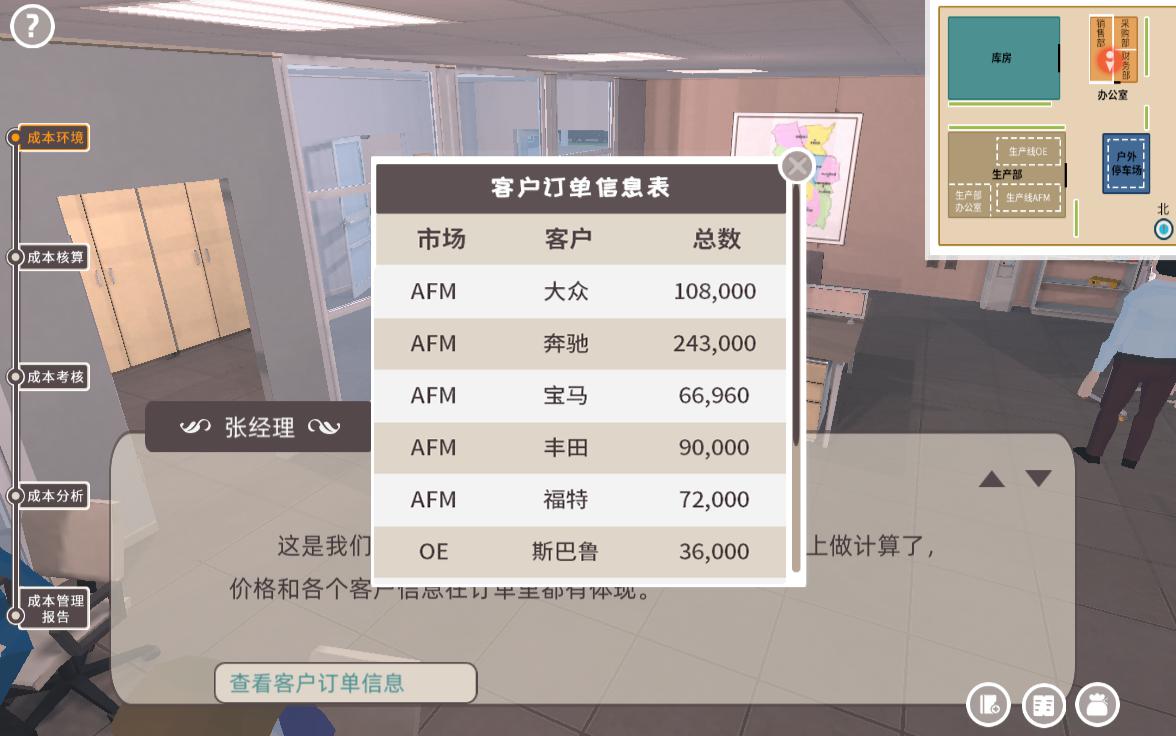 ?
成本环境
成本核算
成本考核
成本分析
成本管理
报告
库房
销售部
采购部
财务部
办公室
生产线OE
生产部
生产部
办公室
生产线AFM
户外
停车场
北
客户订单信息表
市场 客户 总数
AFM 大众 108,000
AFM 奔驰 243,000
AFM 宝马 66,960
AFM 丰田 90,000
AFM 福特 72,000
OE 斯巴鲁 36,000
张经理
这是我们 上做计算了，
价格和各个客户信息在订单里都有体现。
查看客户订单信息